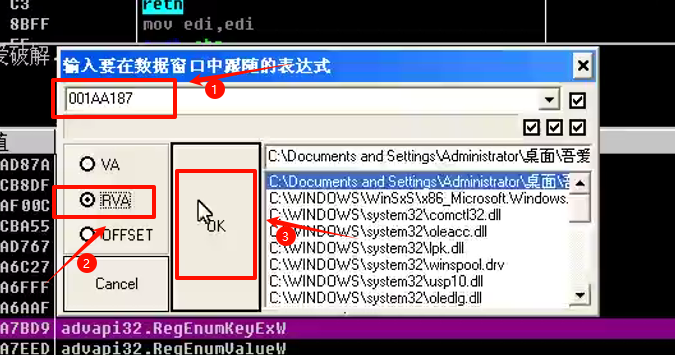 C3
retn
8BFF
mov edi,edi
爱破解.
输入要在数据窗口中跟随的表达式
001AA187
1
VA
RVA
OFFSET
2
OK
3
Cancel
C:\Documents and Settings\Administrator\桌面\吾爱
C:\Documents and Settings\Administrator\桌面\吾爱
C:\WINDOWS\WinSxS\x86_Microsoft.Windows.
C:\WINDOWS\system32\comctl32.dll
C:\WINDOWS\system32\oleacc.dll
C:\WINDOWS\system32\lpk.dll
C:\WINDOWS\system32\winspool.drv
C:\WINDOWS\system32\usp10.dll
C:\WINDOWS\system32\oledlg.dll
值
AD87A
CB8DF
AF00C
CBA55
AD767
A6C27
A6FFF
A6AAF
A7BD9 advapi32.RegEnumKeyExW
A7EED advapi32.RegEnumValueW